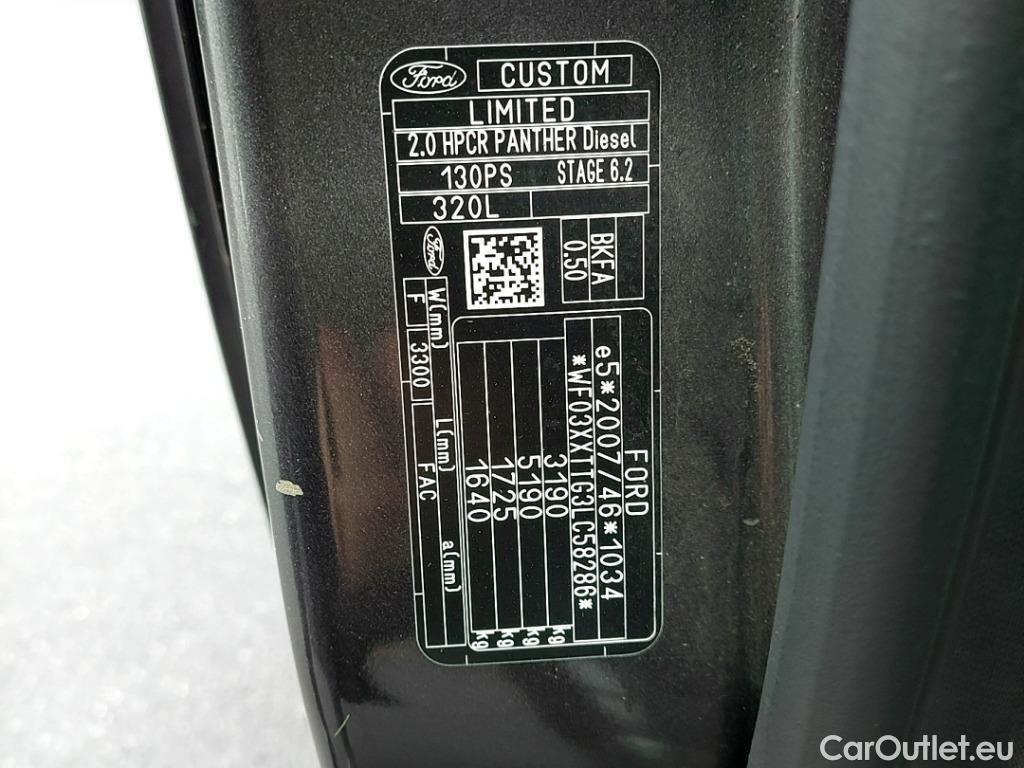 Ford CUSTOM
LIMITED
2.0 HPCR PANTHER Diesel
130PS STAGE 6.2
320L
BKFA
0.50
FORD
e5*2007/46*1034
*WF03XXTTG3LC58286*
3190 kg
5190 kg
1725 kg
1640 kg
Ford W(mm) L(mm) a(mm)
F 3300 FAC
CarOutlet.eu